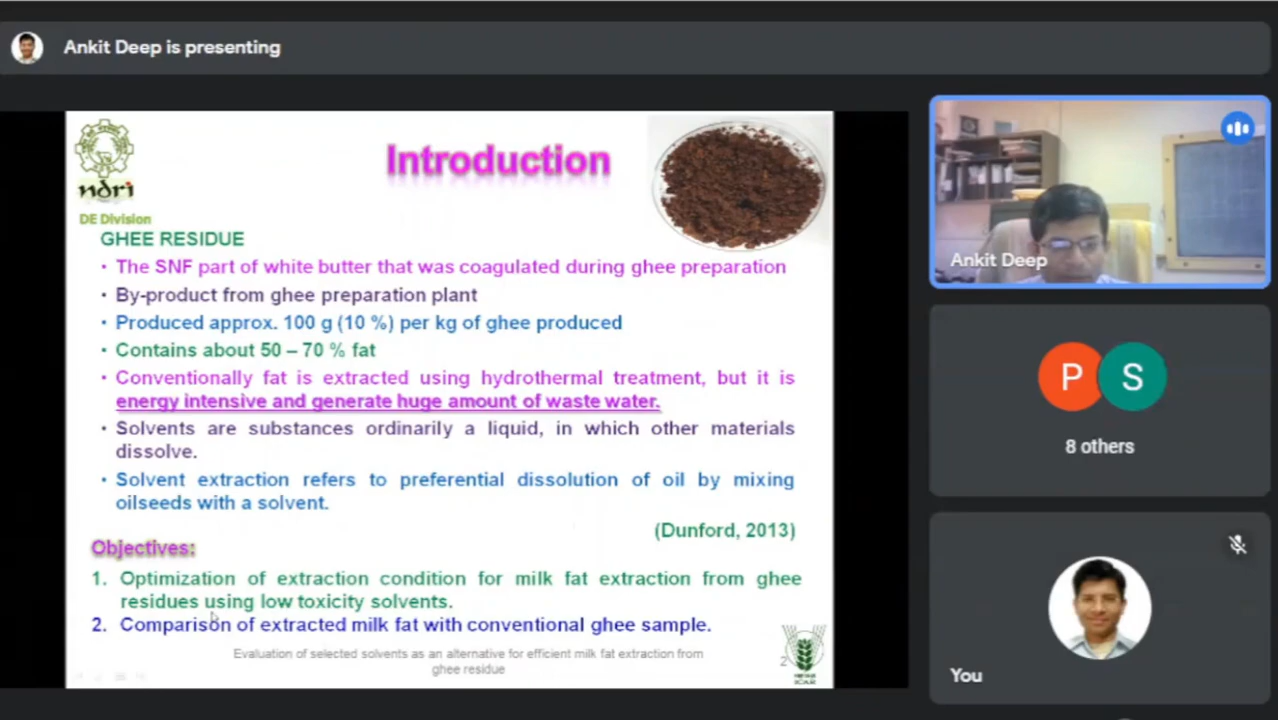 Ankit Deep is presenting
ndri
DE Division
Introduction
GHEE RESIDUE
• The SNF part of white butter that was coagulated during ghee preparation
• By-product from ghee preparation plant
• Produced approx. 100 g (10 %) per kg of ghee produced
• Contains about 50 – 70 % fat
• Conventionally fat is extracted using hydrothermal treatment, but it is
energy intensive and generate huge amount of waste water.
• Solvents are substances ordinarily a liquid, in which other materials
dissolve.
• Solvent extraction refers to preferential dissolution of oil by mixing
oilseeds with a solvent.
(Dunford, 2013)
Objectives:
1. Optimization of extraction condition for milk fat extraction from ghee
residues using low toxicity solvents.
2. Comparison of extracted milk fat with conventional ghee sample.
Evaluation of selected solvents as an alternative for efficient milk fat extraction from
ghee residue
2
Ankit Deep
P S
8 others
You